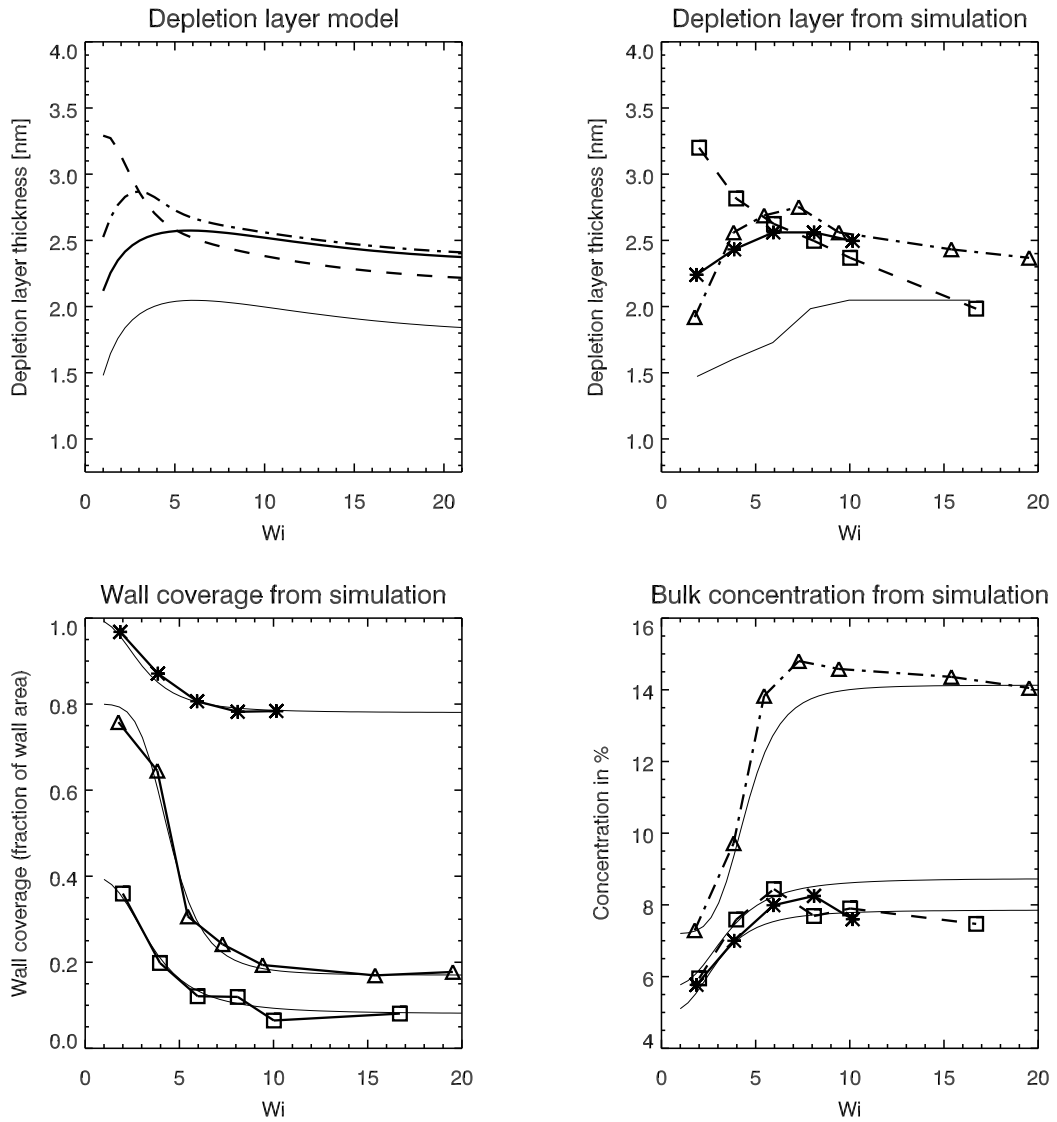 Depletion layer model
4.0
3.5
3.0
2.5
2.0
1.5
1.0
Depletion layer thickness [nm]
0 5 10 15 20
Wi
Depletion layer from simulation
4.0
3.5
3.0
2.5
2.0
1.5
1.0
Depletion layer thickness [nm]
0 5 10 15 20
Wi
Wall coverage from simulation
1.0
0.8
0.6
0.4
0.2
0.0
Wall coverage (fraction of wall area)
0 5 10 15 20
Wi
Bulk concentration from simulation
16
14
12
10
8
6
4
Concentration in %
0 5 10 15 20
Wi